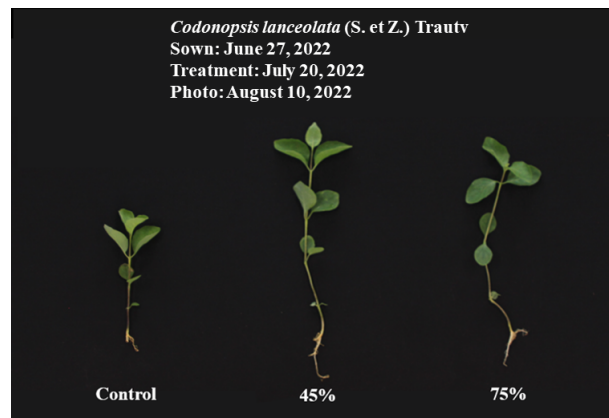 Codonopsis lanceolata (S. et Z.) Trautv
Sown: June 27, 2022
Treatment: July 20, 2022
Photo: August 10, 2022
Control
45%
75%